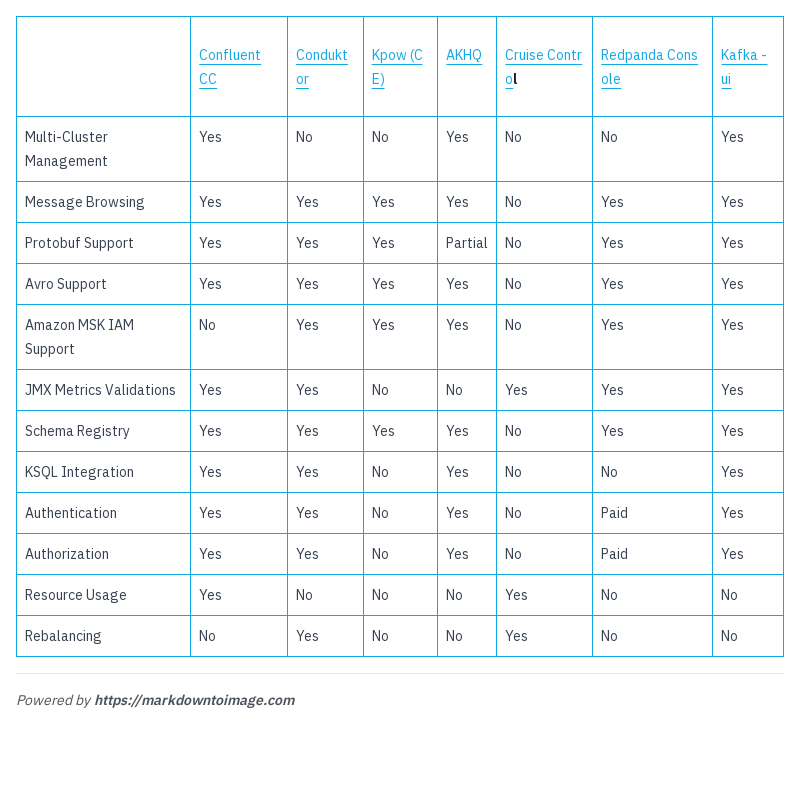 Confluent CC | Conduktor | Kpow (CE) | AKHQ | Cruise Control | Redpanda Console | Kafka - ui
Multi-Cluster Management | Yes | No | No | Yes | No | No | Yes
Message Browsing | Yes | Yes | Yes | Yes | No | Yes | Yes
Protobuf Support | Yes | Yes | Yes | Partial | No | Yes | Yes
Avro Support | Yes | Yes | Yes | Yes | No | Yes | Yes
Amazon MSK IAM Support | No | Yes | Yes | Yes | No | Yes | Yes
JMX Metrics Validations | Yes | Yes | No | No | Yes | Yes | Yes
Schema Registry | Yes | Yes | Yes | Yes | No | Yes | Yes
KSQL Integration | Yes | Yes | No | Yes | No | No | Yes
Authentication | Yes | Yes | No | Yes | No | Paid | Yes
Authorization | Yes | Yes | No | Yes | No | Paid | Yes
Resource Usage | Yes | No | No | No | Yes | No | No
Rebalancing | No | Yes | No | No | Yes | No | No
Powered by https://markdowntoimage.com